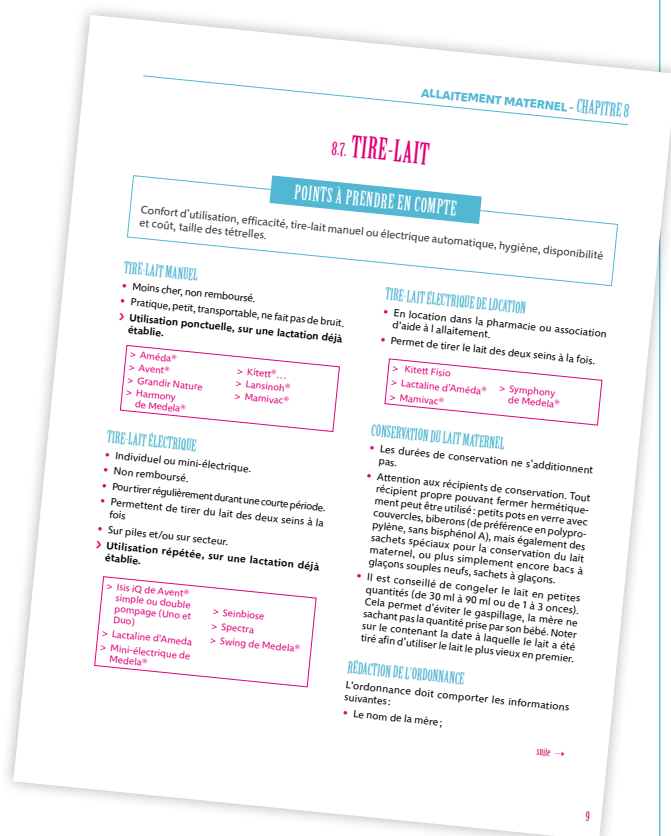 ALLAITEMENT MATERNEL - CHAPITRE 8
8.7. TIRE-LAIT
POINTS À PRENDRE EN COMPTE
Confort d'utilisation, efficacité, tire-lait manuel ou électrique automatique, hygiène, disponibilité
et coût, taille des tétrelles.
TIRE-LAIT MANUEL
• Moins cher, non remboursé.
• Pratique, petit, transportable, ne fait pas de bruit.
❯ Utilisation ponctuelle, sur une lactation déjà
établie.
> Améda®
> Avent®
> Grandir Nature
> Harmony
de Medela®
> Kitett®…
> Lansinoh®
> Mamivac®
TIRE-LAIT ÉLECTRIQUE
• Individuel ou mini-électrique.
• Non remboursé.
• Pour tirer régulièrement durant une courte période.
• Permettent de tirer du lait des deux seins à la
fois
• Sur piles et/ou sur secteur.
❯ Utilisation répétée, sur une lactation déjà
établie.
> Isis iQ de Avent®
simple ou double
pompage (Uno et
Duo)
> Lactaline d'Ameda
> Mini-électrique de
Medela®
> Seinbiose
> Spectra
> Swing de Medela®
TIRE-LAIT ÉLECTRIQUE DE LOCATION
• En location dans la pharmacie ou association
d'aide à l allaitement.
• Permet de tirer le lait des deux seins à la fois.
> Kitett Fisio
> Lactaline d'Améda®
> Mamivac®
> Symphony
de Medela®
CONSERVATION DU LAIT MATERNEL
• Les durées de conservation ne s'additionnent
pas.
• Attention aux récipients de conservation. Tout
récipient propre pouvant fermer hermétique-
ment peut être utilisé : petits pots en verre avec
couvercles, biberons (de préférence en polypro-
pylène, sans bisphénol A), mais également des
sachets spéciaux pour la conservation du lait
maternel, ou plus simplement encore bacs à
glaçons souples neufs, sachets à glaçons.
• Il est conseillé de congeler le lait en petites
quantités (de 30 ml à 90 ml ou de 1 à 3 onces).
Cela permet d'éviter le gaspillage, la mère ne
sachant pas la quantité prise par son bébé. Noter
sur le contenant la date à laquelle le lait a été
tiré afin d'utiliser le lait le plus vieux en premier.
RÉDACTION DE L'ORDONNANCE
L'ordonnance doit comporter les informations
suivantes :
• Le nom de la mère ;
suite →
9